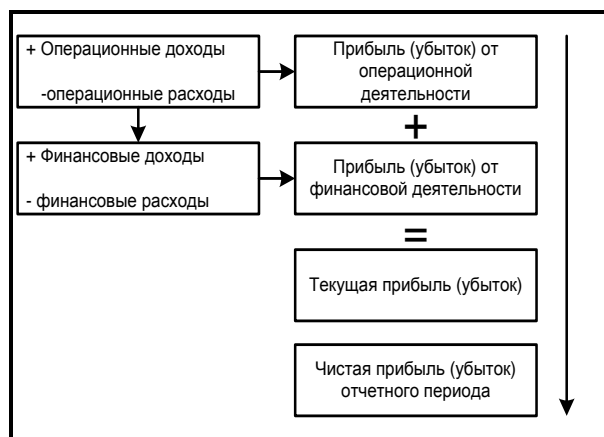 + Операционные доходы
-операционные расходы
Прибыль (убыток) от
операционной
деятельности
+
+ Финансовые доходы
- финансовые расходы
Прибыль (убыток) от
финансовой деятельности
=
Текущая прибыль (убыток)
Чистая прибыль (убыток)
отчетного периода